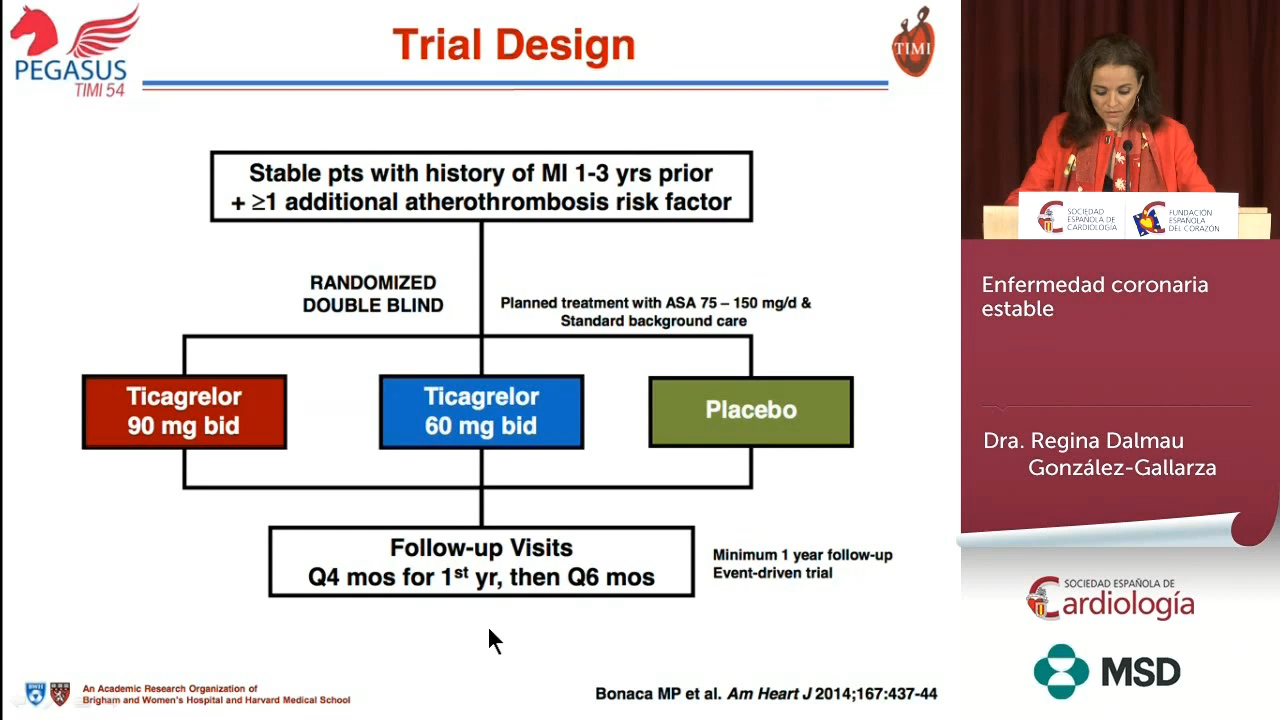 PEGASUS
TIMI 54
Trial Design
TIMI
Stable pts with history of MI 1-3 yrs prior
+ ≥1 additional atherothrombosis risk factor
RANDOMIZED
DOUBLE BLIND
Planned treatment with ASA 75 – 150 mg/d &
Standard background care
Ticagrelor
90 mg bid
Ticagrelor
60 mg bid
Placebo
Follow-up Visits
Q4 mos for 1st yr, then Q6 mos
Minimum 1 year follow-up
Event-driven trial
An Academic Research Organization of
Brigham and Women's Hospital and Harvard Medical School
Bonaca MP et al. Am Heart J 2014;167:437-44
SOCIEDAD
ESPAÑOLA DE
CARDIOLOGÍA
FUNDACIÓN
ESPAÑOLA
DEL CORAZÓN
Enfermedad coronaria
estable
Dra. Regina Dalmau
González-Gallarza
SOCIEDAD ESPAÑOLA DE
Cardiología
MSD